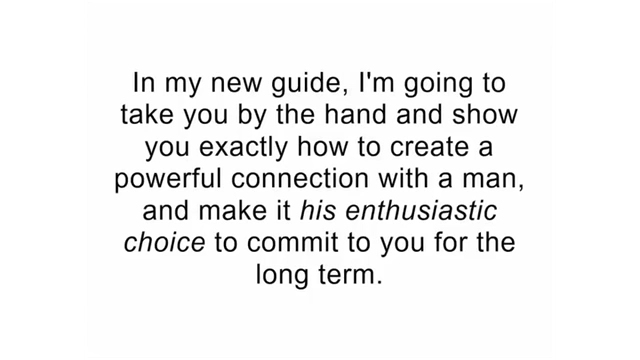 In my new guide, I'm going to
take you by the hand and show
you exactly how to create a
powerful connection with a man,
and make it his enthusiastic
choice to commit to you for the
long term.